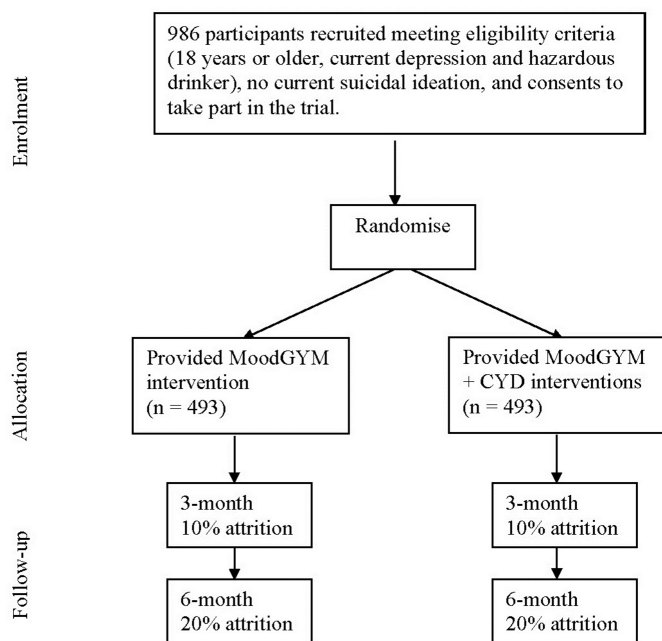 Enrolment
986 participants recruited meeting eligibility criteria
(18 years or older, current depression and hazardous
drinker), no current suicidal ideation, and consents to
take part in the trial.
Randomise
Allocation
Provided MoodGYM
intervention
(n = 493)
Provided MoodGYM
+ CYD interventions
(n = 493)
Follow-up
3-month
10% attrition
3-month
10% attrition
6-month
20% attrition
6-month
20% attrition